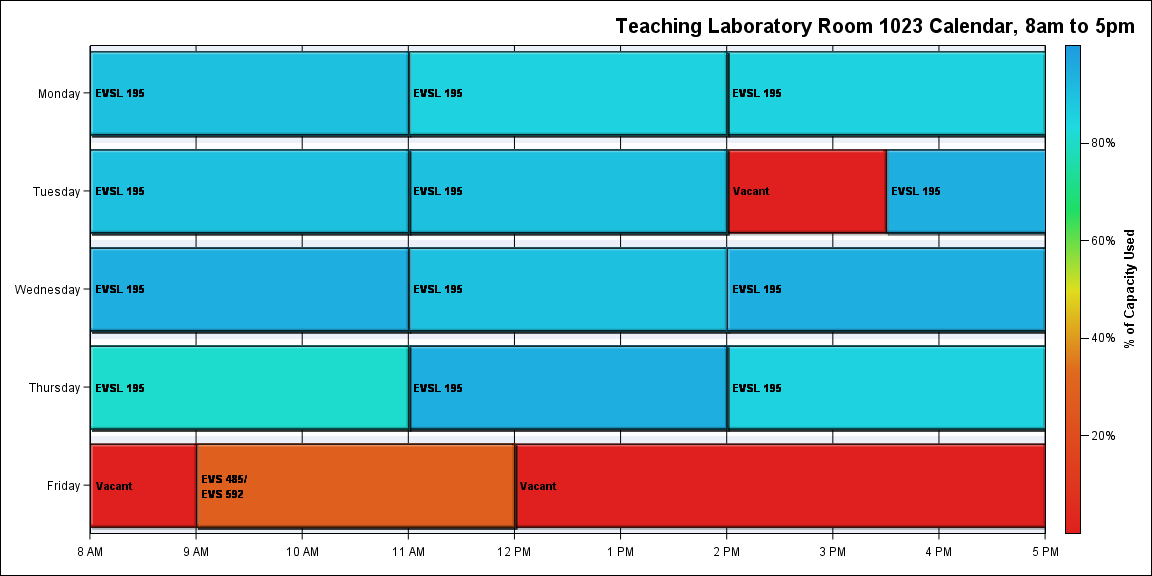 Teaching Laboratory Room 1023 Calendar, 8am to 5pm
Monday
EVSL 195
EVSL 195
EVSL 195
Tuesday
EVSL 195
EVSL 195
Vacant
EVSL 195
Wednesday
EVSL 195
EVSL 195
EVSL 195
Thursday
EVSL 195
EVSL 195
EVSL 195
Friday
Vacant
EVS 485/
EVS 592
Vacant
8 AM
9 AM
10 AM
11 AM
12 PM
1 PM
2 PM
3 PM
4 PM
5 PM
80%
60%
40%
20%
% of Capacity Used